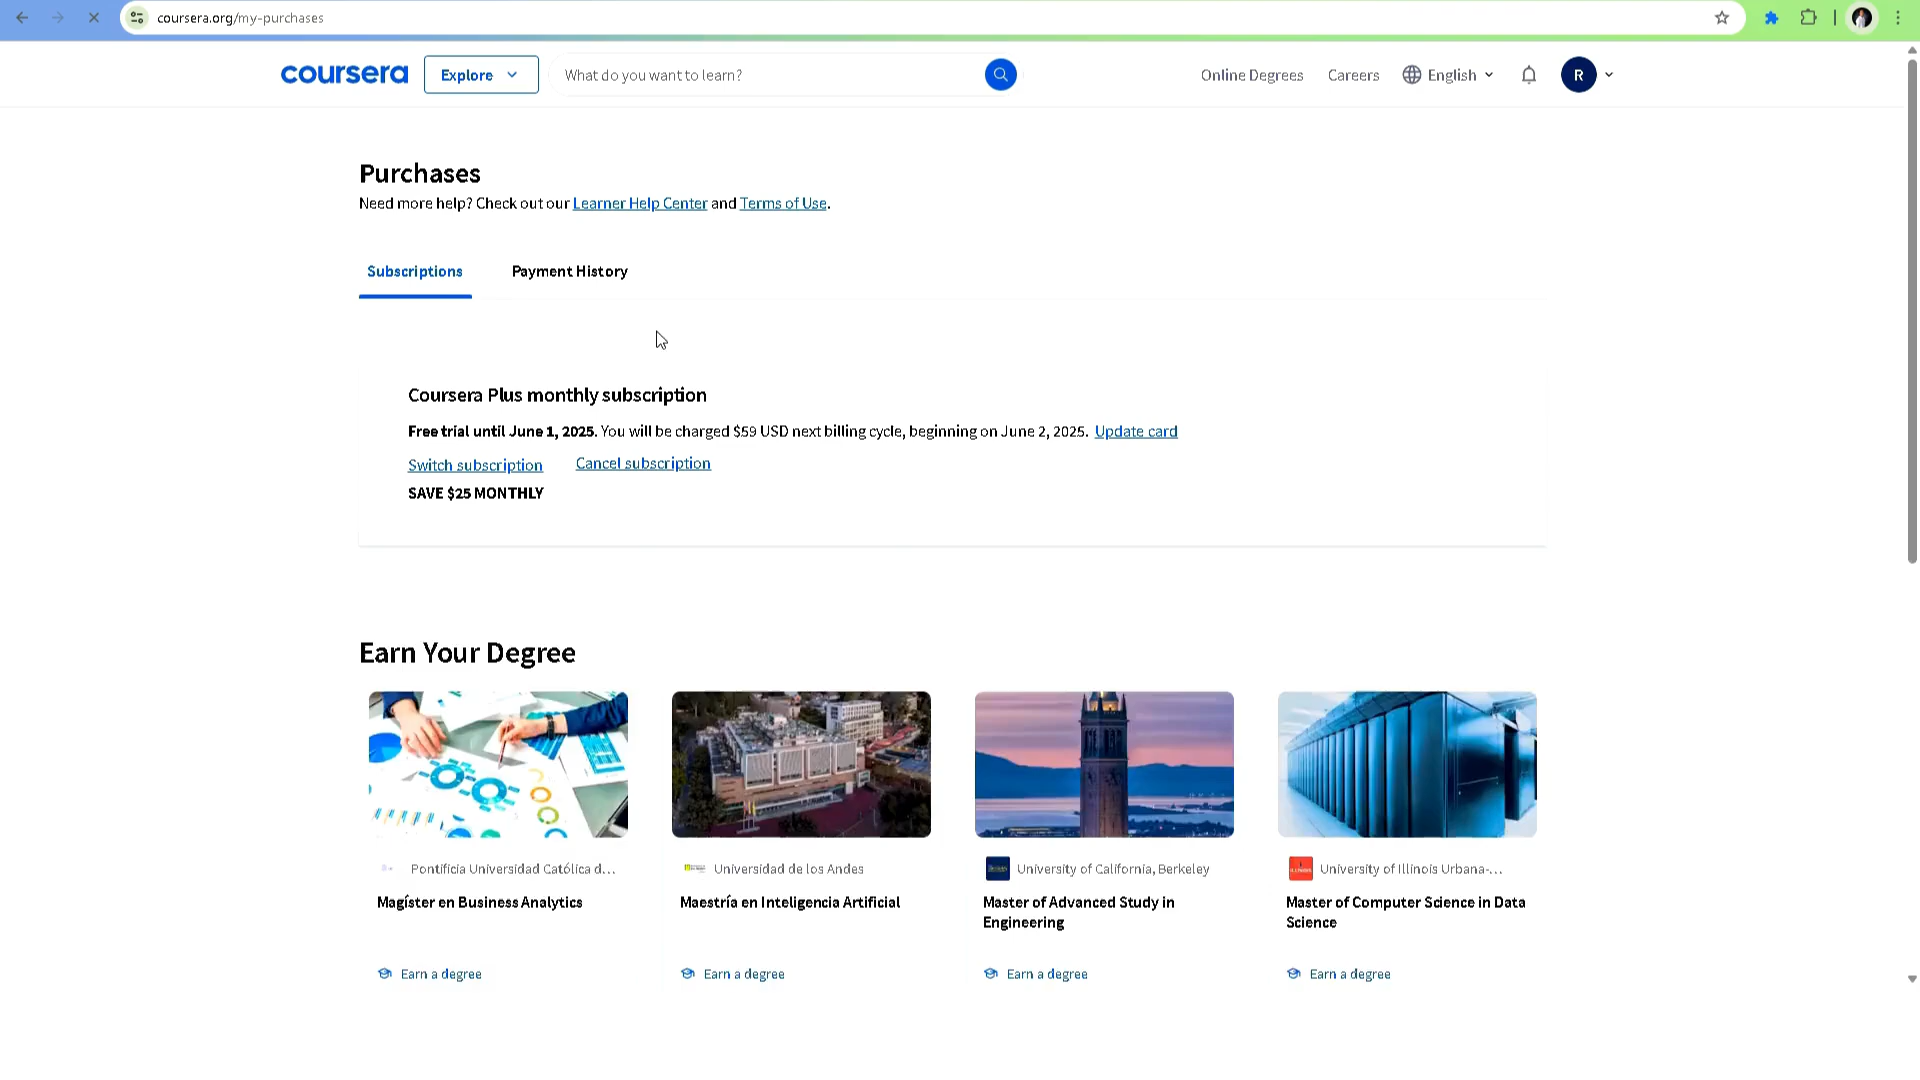 coursera.org/my-purchases
coursera
Explore
What do you want to learn?
Online Degrees
Careers
English
R
Purchases
Need more help? Check out our Learner Help Center and Terms of Use.
Subscriptions
Payment History
Coursera Plus monthly subscription
Free trial until June 1, 2025. You will be charged $59 USD next billing cycle, beginning on June 2, 2025. Update card
Switch subscription
Cancel subscription
SAVE $25 MONTHLY
Earn Your Degree
Pontificia Universidad Católica d...
Magíster en Business Analytics
Earn a degree
Universidad de los Andes
Maestría en Inteligencia Artificial
Earn a degree
University of California, Berkeley
Master of Advanced Study in
Engineering
Earn a degree
University of Illinois Urbana-...
Master of Computer Science in Data
Science
Earn a degree